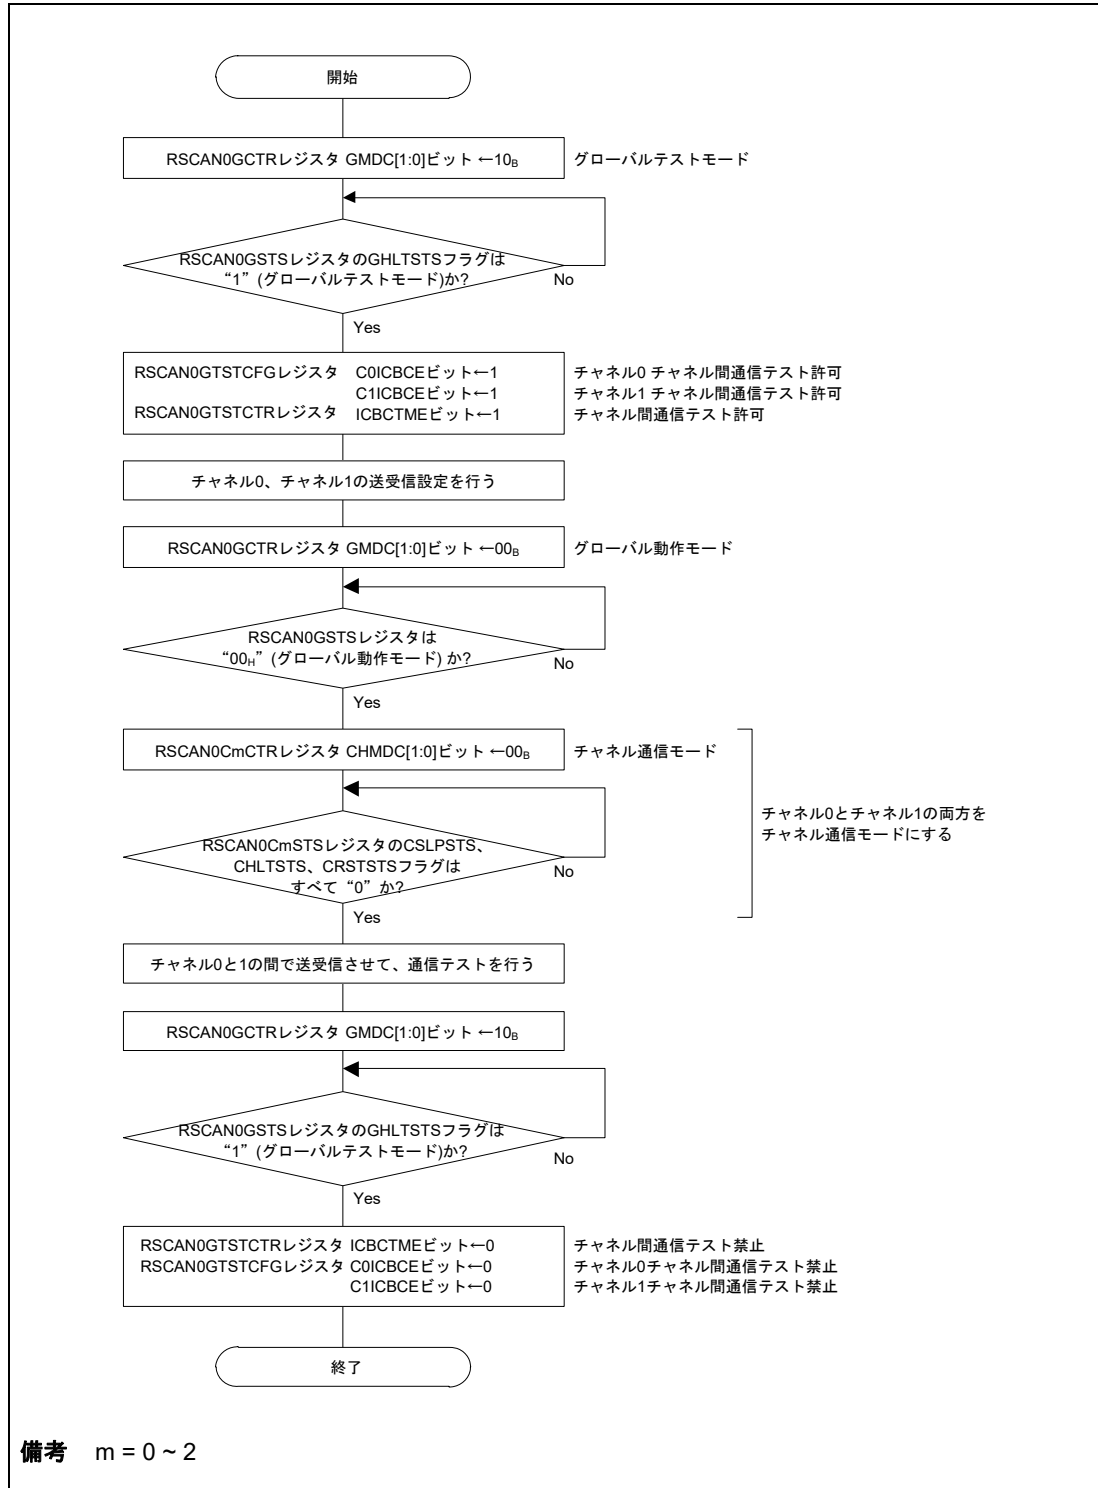 開始
RSCAN0GCTRレジスタ GMDC[1:0]ビット ←10B グローバルテストモード
RSCAN0GSTSレジスタのGHLTSTSフラグは
“1” (グローバルテストモード)か?
No
Yes
RSCAN0GTSTCFGレジスタ C0ICBCEビット←1 チャネル0 チャネル間通信テスト許可
C1ICBCEビット←1 チャネル1 チャネル間通信テスト許可
RSCAN0GTSTCTRレジスタ ICBCTMEビット←1 チャネル間通信テスト許可
チャネル0、チャネル1の送受信設定を行う
RSCAN0GCTRレジスタ GMDC[1:0]ビット ←00B グローバル動作モード
RSCAN0GSTSレジスタは
“00H” (グローバル動作モード) か?
No
Yes
RSCAN0CmCTRレジスタ CHMDC[1:0]ビット ←00B チャネル通信モード
チャネル0とチャネル1の両方を
チャネル通信モードにする
RSCAN0CmSTSレジスタのCSLPSTS、
CHLTSTS、CRSTSTSフラグは
すべて “0” か?
No
Yes
チャネル0と1の間で送受信させて、通信テストを行う
RSCAN0GCTRレジスタ GMDC[1:0]ビット ←10B
RSCAN0GSTSレジスタのGHLTSTSフラグは
“1” (グローバルテストモード)か?
No
Yes
RSCAN0GTSTCTRレジスタ ICBCTMEビット←0 チャネル間通信テスト禁止
RSCAN0GTSTCFGレジスタ C0ICBCEビット←0 チャネル0チャネル間通信テスト禁止
C1ICBCEビット←0 チャネル1チャネル間通信テスト禁止
終了
備考 m = 0 ~ 2